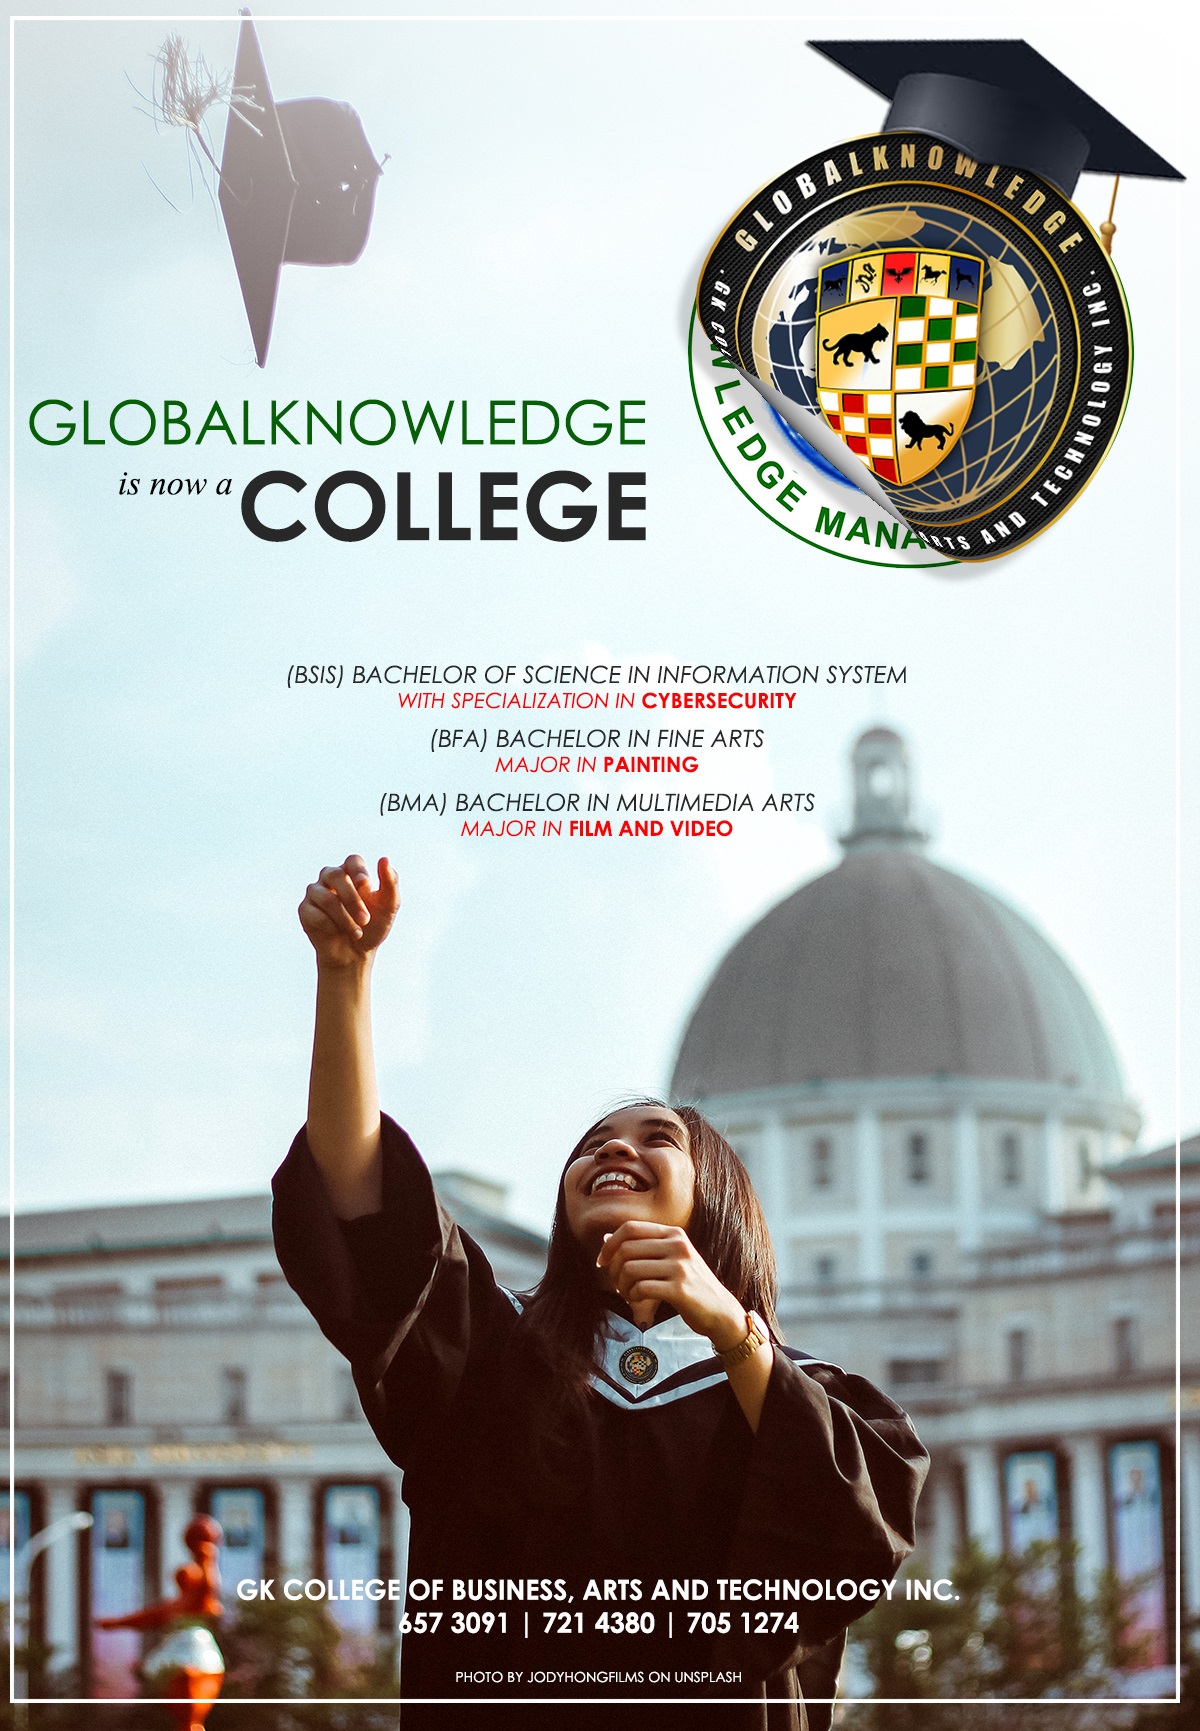 GLOBALKNOWLEDGE
· GK CO
ARTS AND TECHNOLOGY INC. ·
LEDGE MANA
GLOBALKNOWLEDGE
is now a COLLEGE
(BSIS) BACHELOR OF SCIENCE IN INFORMATION SYSTEM
WITH SPECIALIZATION IN CYBERSECURITY
(BFA) BACHELOR IN FINE ARTS
MAJOR IN PAINTING
(BMA) BACHELOR IN MULTIMEDIA ARTS
MAJOR IN FILM AND VIDEO
GK COLLEGE OF BUSINESS, ARTS AND TECHNOLOGY INC.
657 3091 | 721 4380 | 705 1274
PHOTO BY JODYHONGFILMS ON UNSPLASH